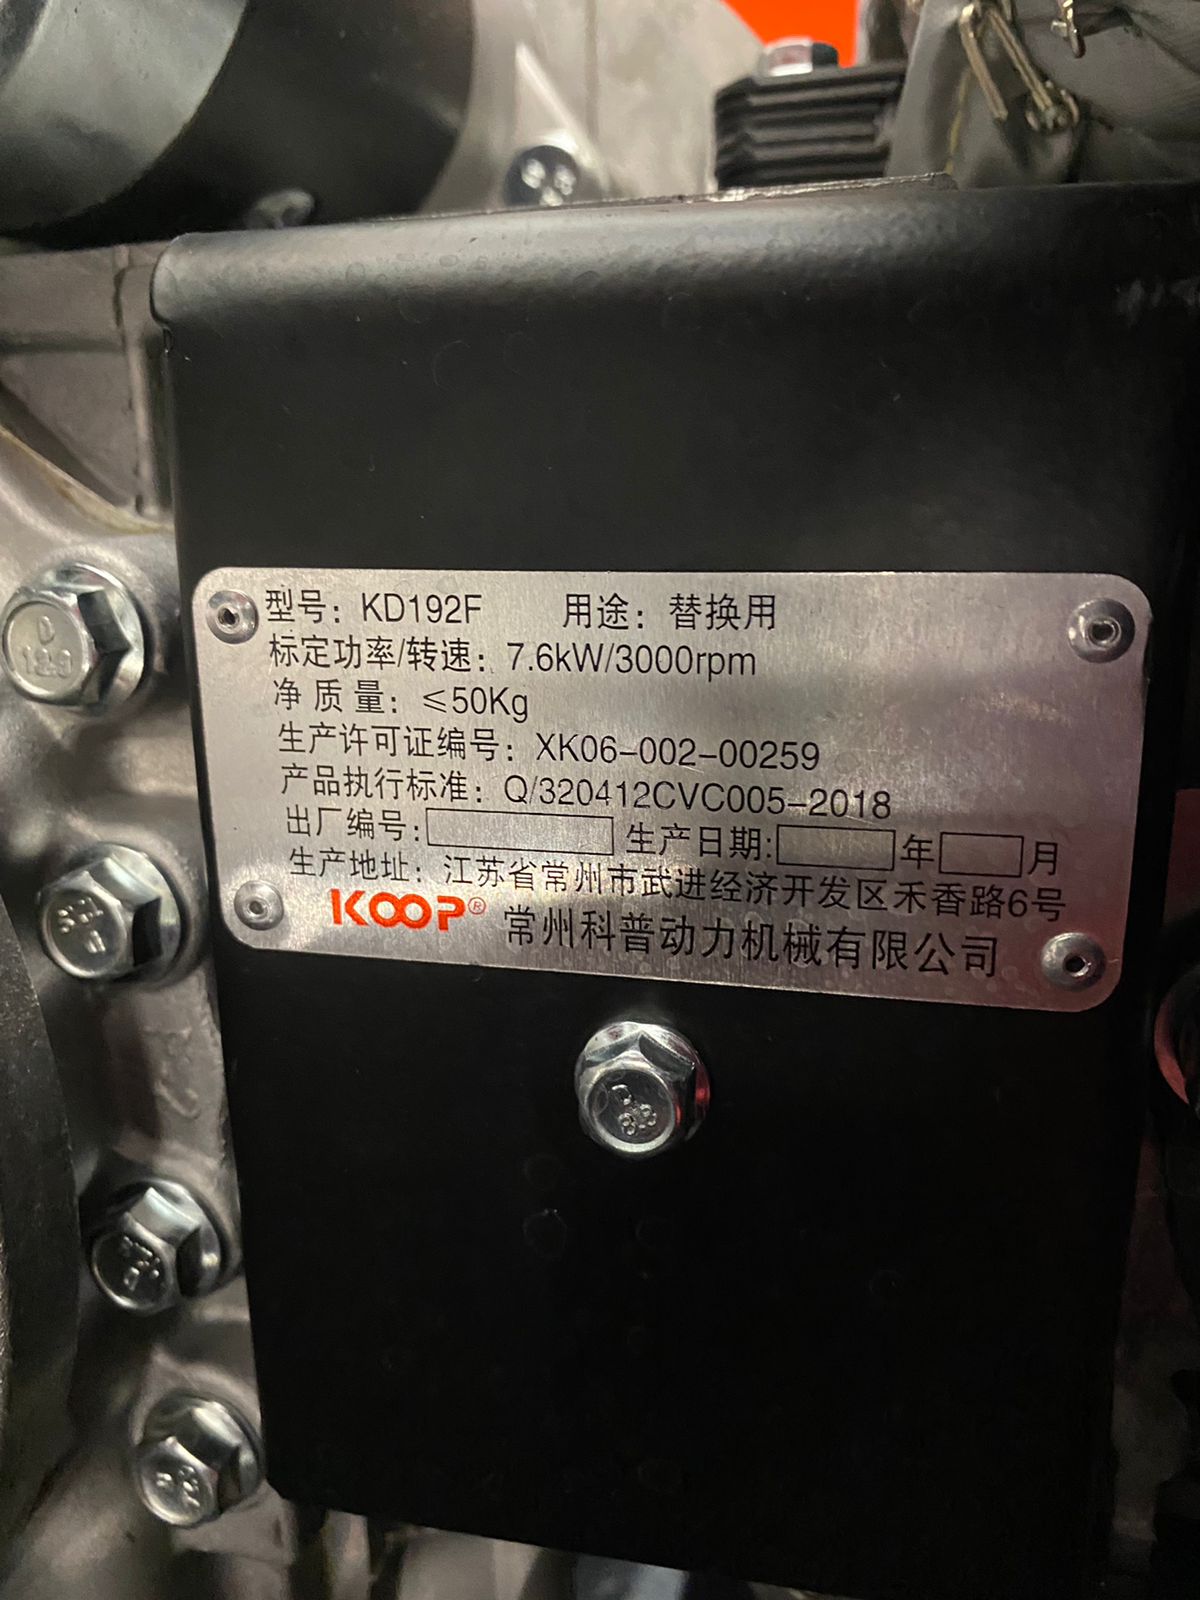 型号：KD192F 用途：替换用
标定功率/转速：7.6kW/3000rpm
净 质 量：≤50Kg
生产许可证编号：XK06-002-00259
产品执行标准：Q/320412CVC005-2018
出厂编号: 生产日期: 年 月
生产地址：江苏省常州市武进经济开发区禾香路6号
KOOP® 常州科普动力机械有限公司
D
8.8